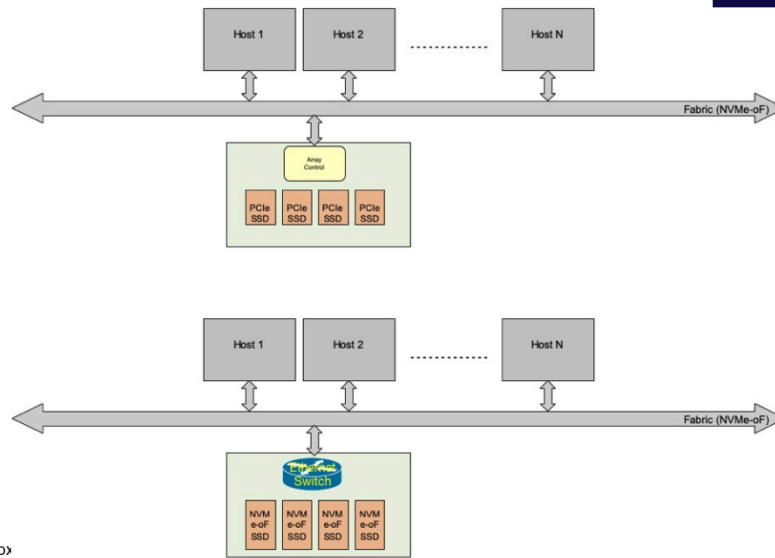 Host 1
Host 2
Host N
Fabric (NVMe-oF)
Array
Control
PCIe
SSD
PCIe
SSD
PCIe
SSD
PCIe
SSD
Host 1
Host 2
Host N
Fabric (NVMe-oF)
Ethernet
Switch
NVM
e-oF
SSD
NVM
e-oF
SSD
NVM
e-oF
SSD
NVM
e-oF
SSD